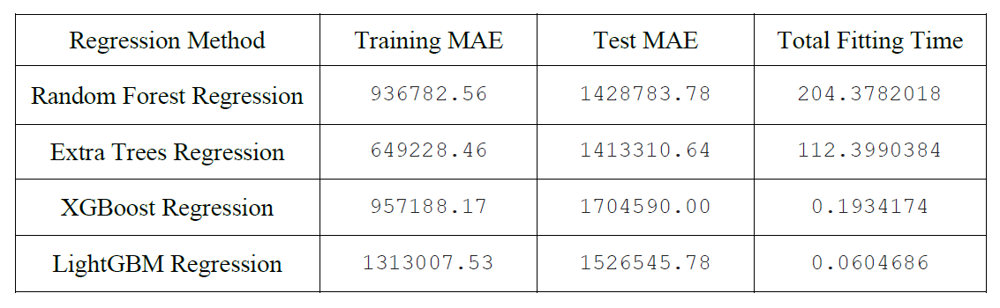 Regression Method Training MAE Test MAE Total Fitting Time
Random Forest Regression 936782.56 1428783.78 204.3782018
Extra Trees Regression 649228.46 1413310.64 112.3990384
XGBoost Regression 957188.17 1704590.00 0.1934174
LightGBM Regression 1313007.53 1526545.78 0.0604686